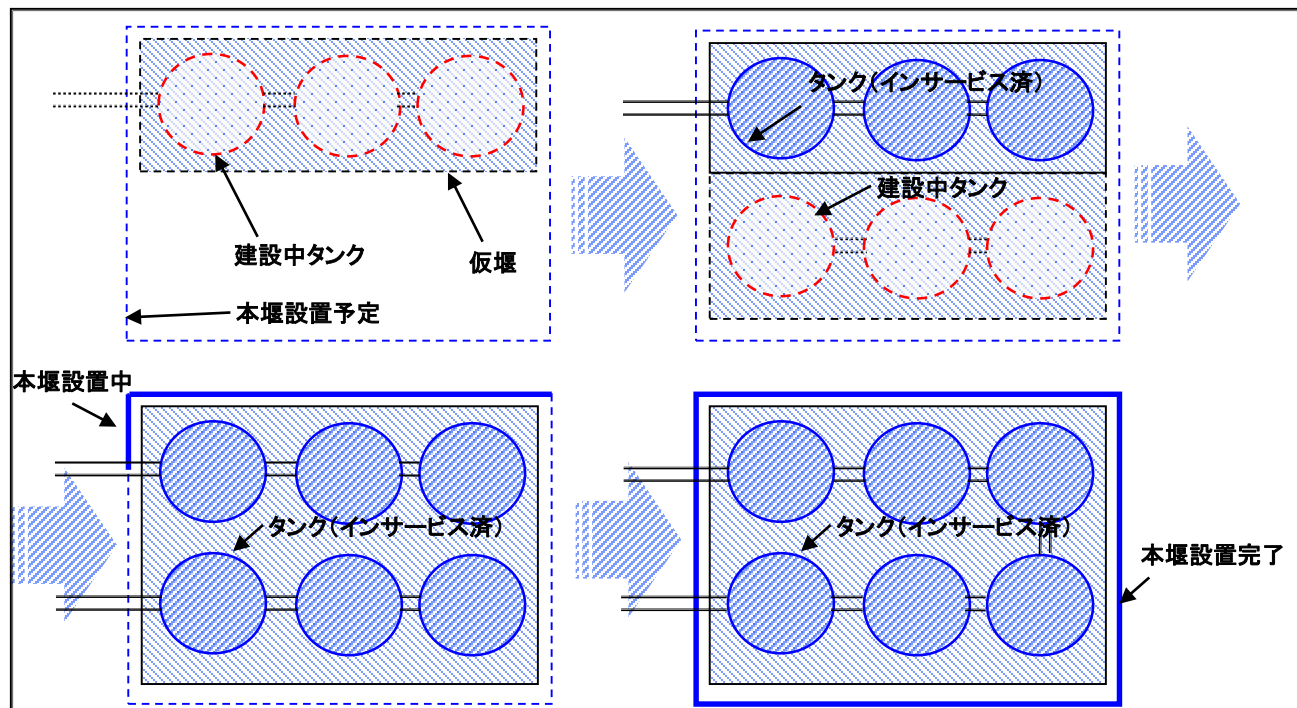 建設中タンク
仮堰
本堰設置予定
タンク(インサービス済)
建設中タンク
本堰設置中
タンク(インサービス済)
タンク(インサービス済)
本堰設置完了